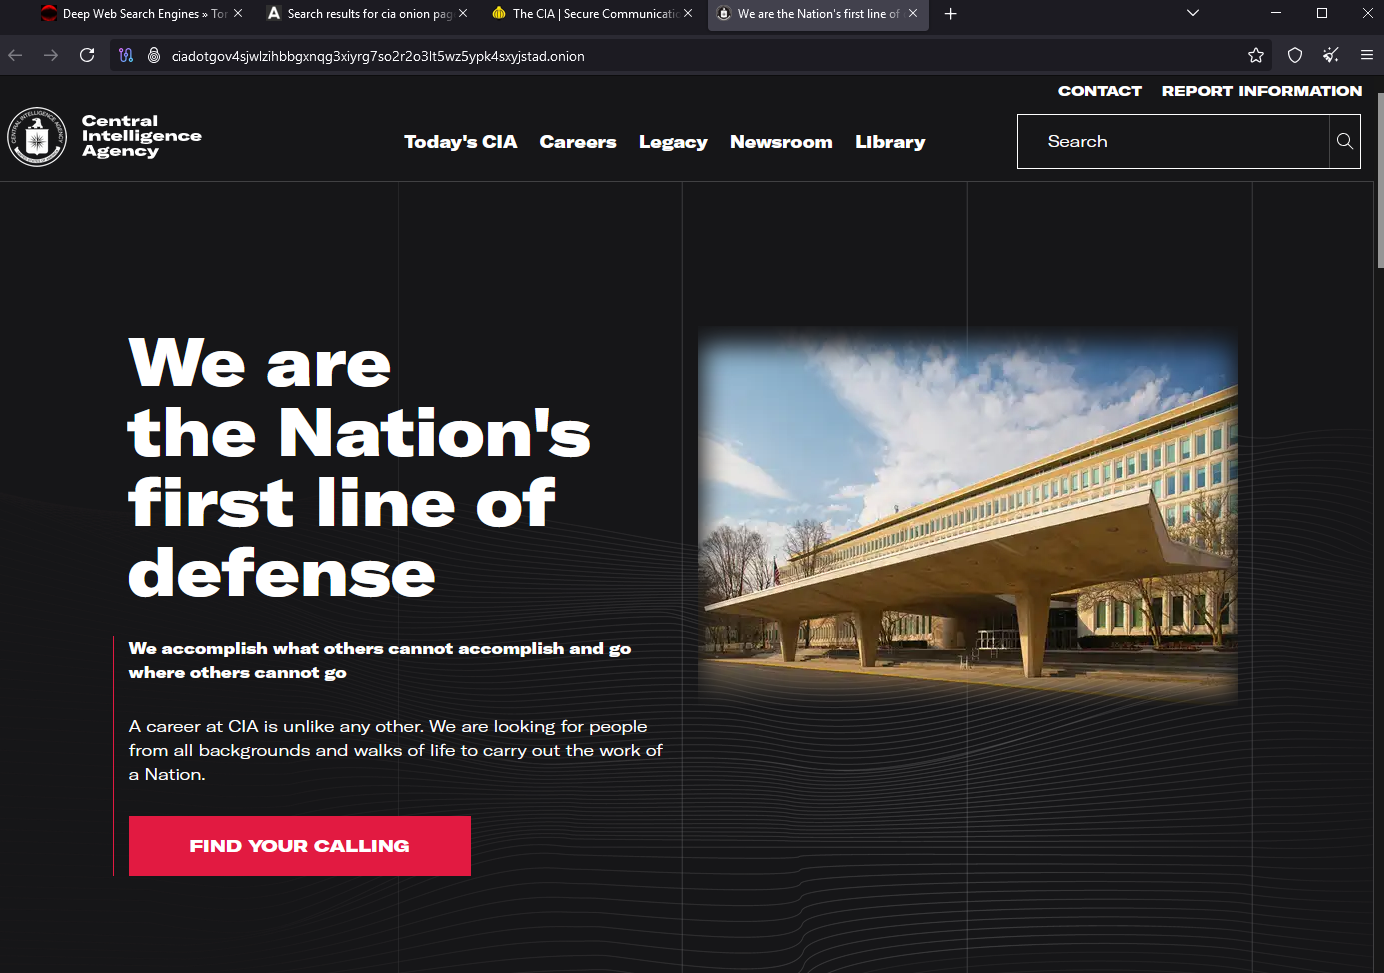 Deep Web Search Engines » Tor
Search results for cia onion pag
The CIA | Secure Communicatio
We are the Nation's first line of
ciadotgov4sjwlzihbbgxnqg3xiyrg7so2r2o3lt5wz5ypk4sxyjstad.onion
CONTACT REPORT INFORMATION
Central
Intelligence
Agency
Today's CIA Careers Legacy Newsroom Library
Search
We are
the Nation's
first line of
defense
We accomplish what others cannot accomplish and go
where others cannot go
A career at CIA is unlike any other. We are looking for people
from all backgrounds and walks of life to carry out the work of
a Nation.
FIND YOUR CALLING